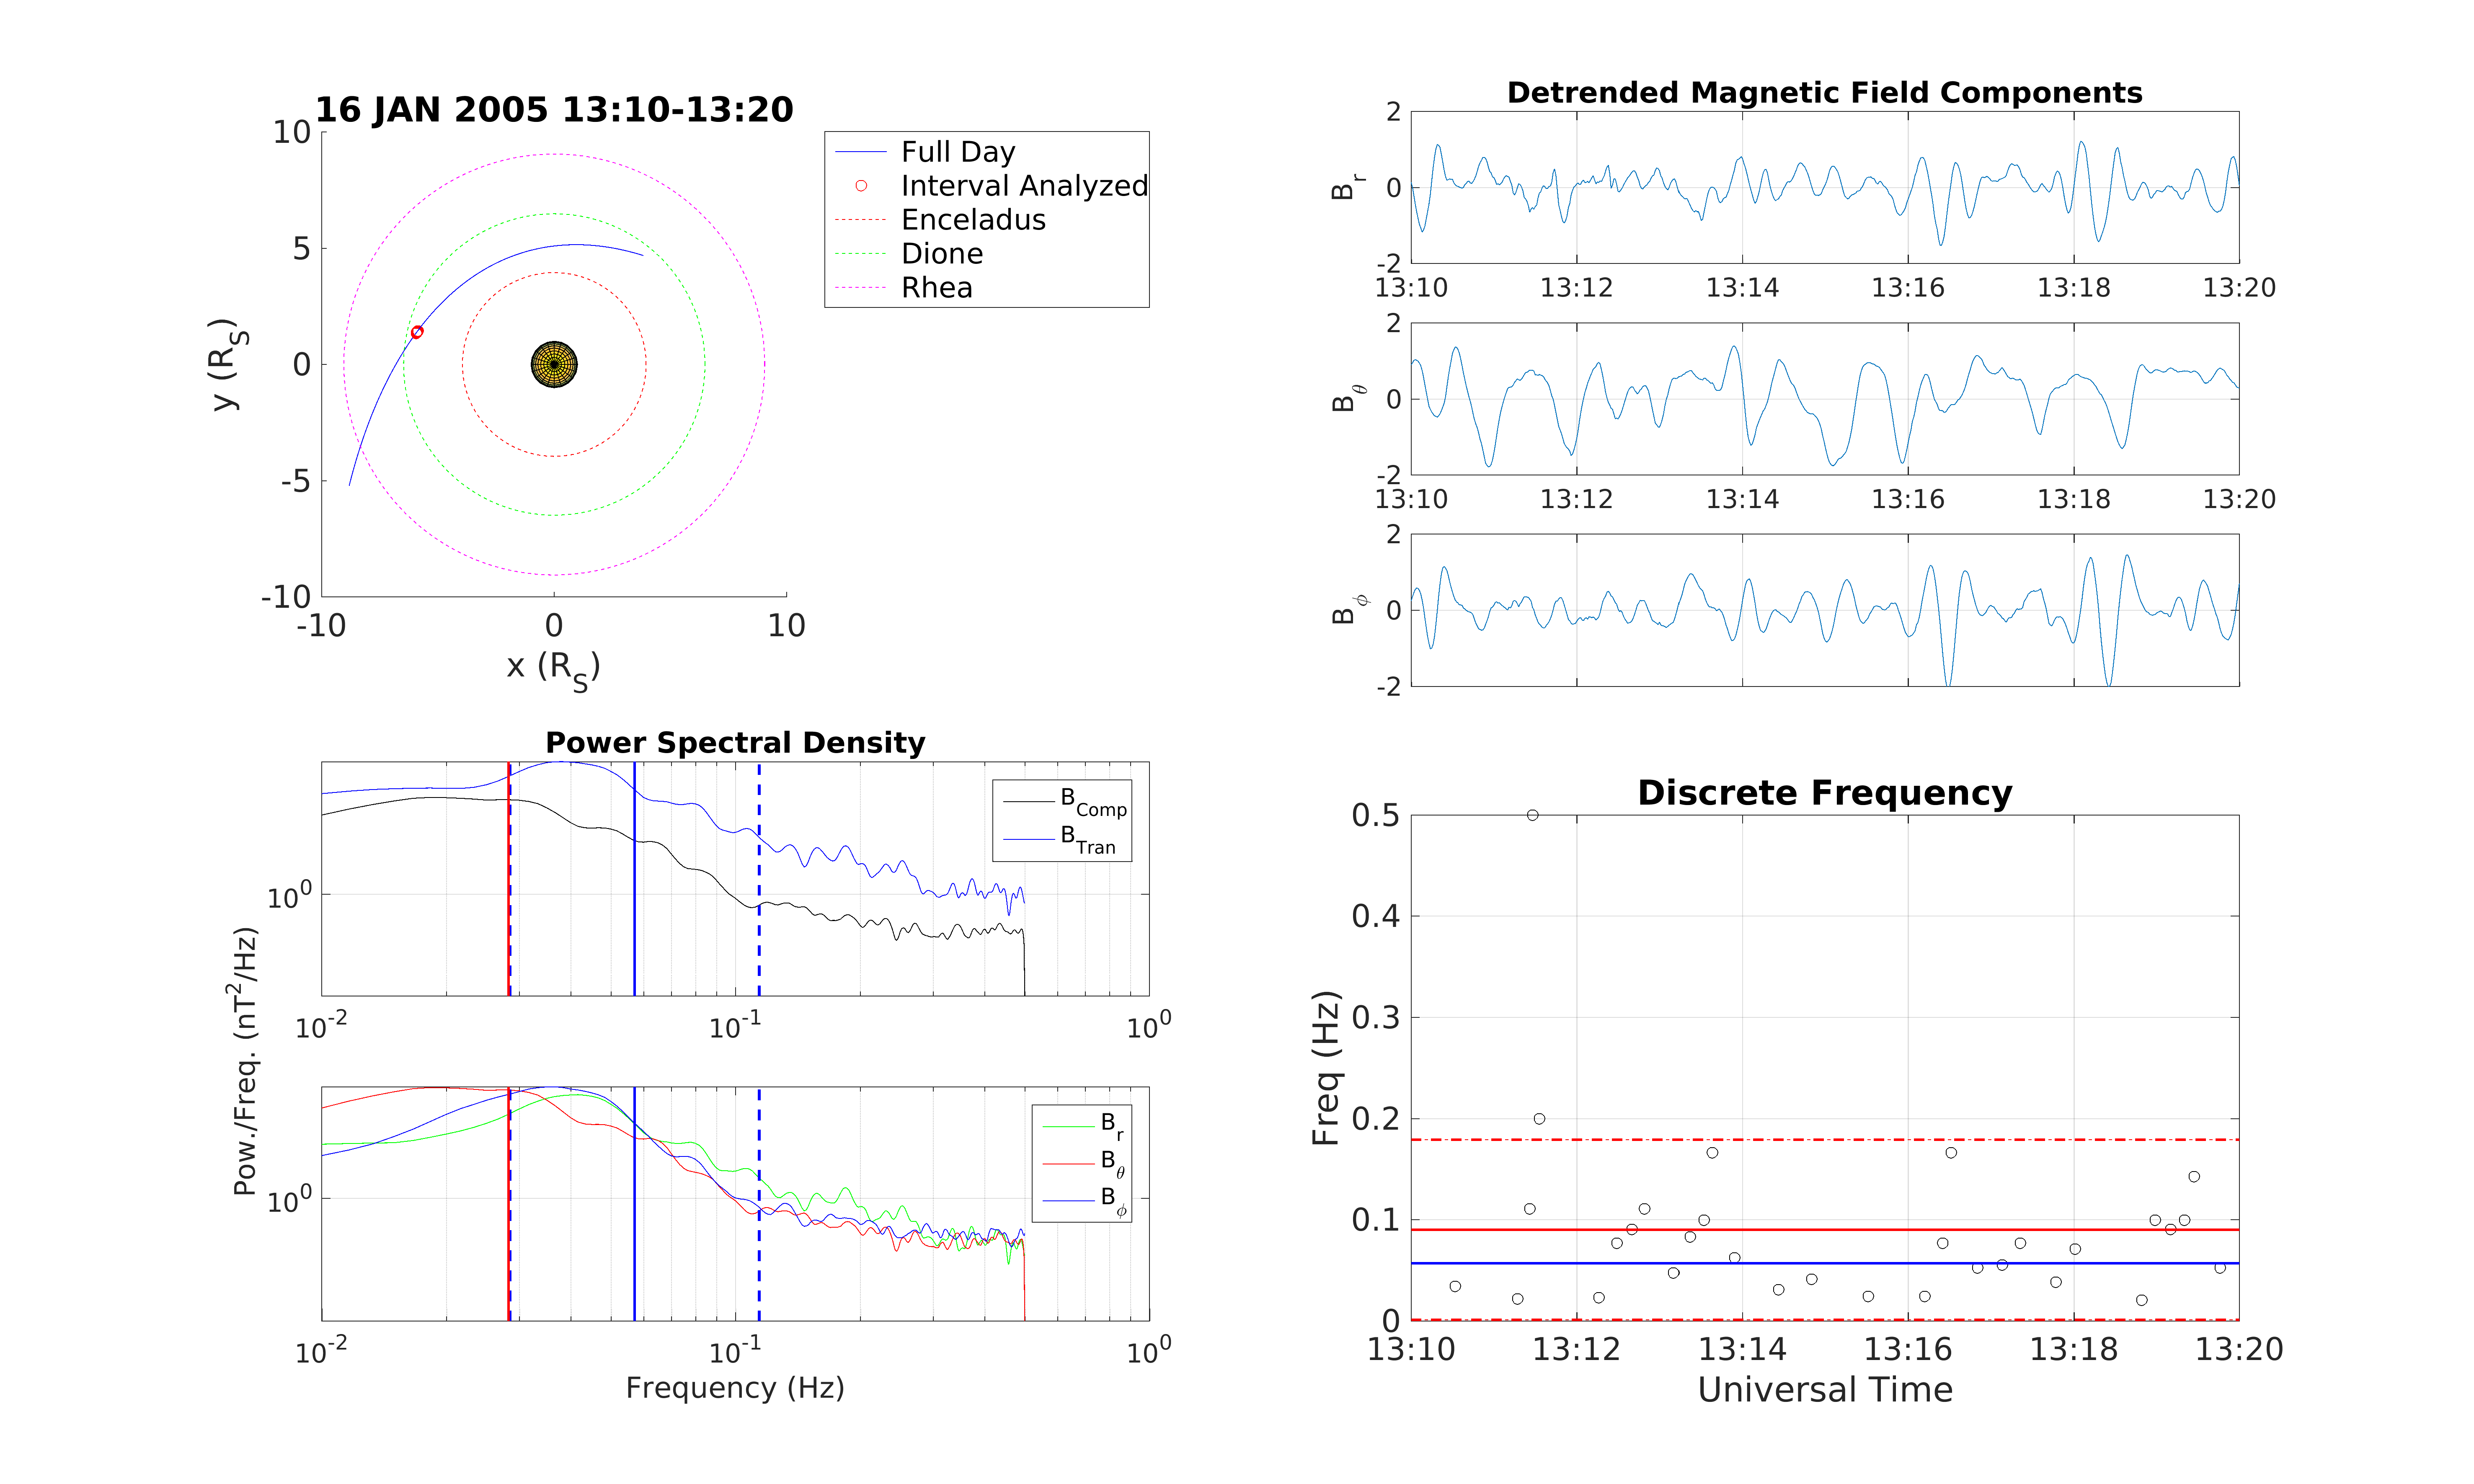 16 JAN 2005 13:10-13:20
10
5
0
-5
-10
-10 0 10
y (R_S)
x (R_S)
Full Day
Interval Analyzed
Enceladus
Dione
Rhea
Detrended Magnetic Field Components
2
0
-2
B_r
13:10 13:12 13:14 13:16 13:18 13:20
2
0
-2
B_θ
13:10 13:12 13:14 13:16 13:18 13:20
2
0
-2
B_ϕ
Power Spectral Density
10^0
B_Comp
B_Tran
10^-2 10^-1 10^0
Pow./Freq. (nT^2/Hz)
10^0
B_r
B_θ
B_ϕ
10^-2 10^-1 10^0
Frequency (Hz)
Discrete Frequency
0.5
0.4
0.3
0.2
0.1
0
Freq (Hz)
13:10 13:12 13:14 13:16 13:18 13:20
Universal Time